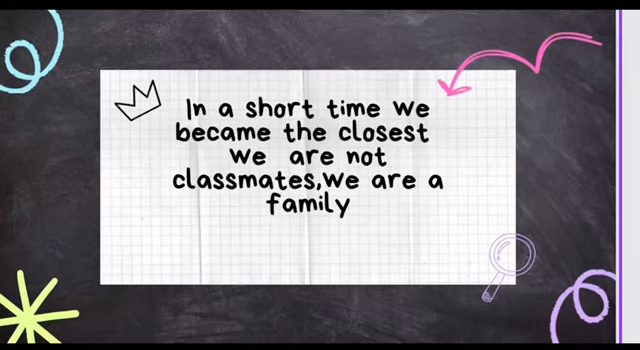 In a short time we
became the closest
we are not
classmates,we are a
family